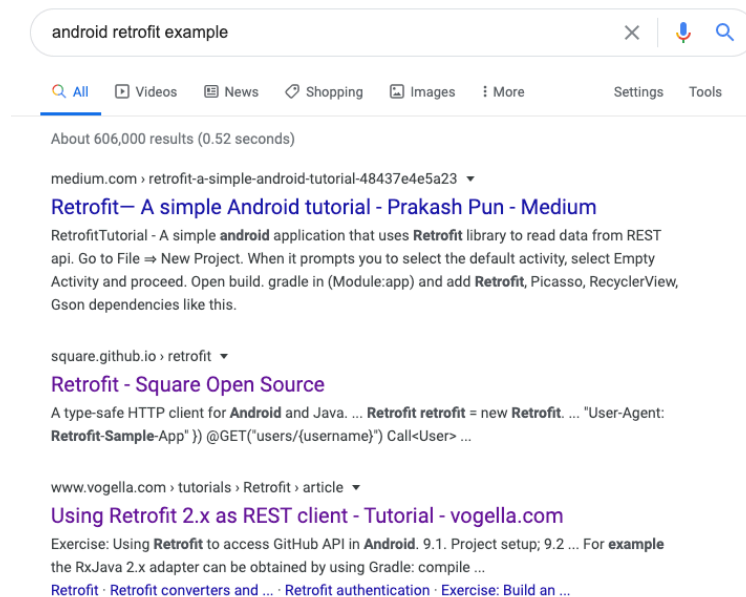 android retrofit example
All Videos News Shopping Images More Settings Tools
About 606,000 results (0.52 seconds)
medium.com › retrofit-a-simple-android-tutorial-48437e4e5a23
Retrofit— A simple Android tutorial - Prakash Pun - Medium
RetrofitTutorial - A simple android application that uses Retrofit library to read data from REST
api. Go to File ⇒ New Project. When it prompts you to select the default activity, select Empty
Activity and proceed. Open build. gradle in (Module:app) and add Retrofit, Picasso, RecyclerView,
Gson dependencies like this.
square.github.io › retrofit
Retrofit - Square Open Source
A type-safe HTTP client for Android and Java. ... Retrofit retrofit = new Retrofit. ... "User-Agent:
Retrofit-Sample-App" }) @GET("users/{username}") Call<User> ...
www.vogella.com › tutorials › Retrofit › article
Using Retrofit 2.x as REST client - Tutorial - vogella.com
Exercise: Using Retrofit to access GitHub API in Android. 9.1. Project setup; 9.2 ... For example
the RxJava 2.x adapter can be obtained by using Gradle: compile ...
Retrofit · Retrofit converters and ... · Retrofit authentication · Exercise: Build an ...